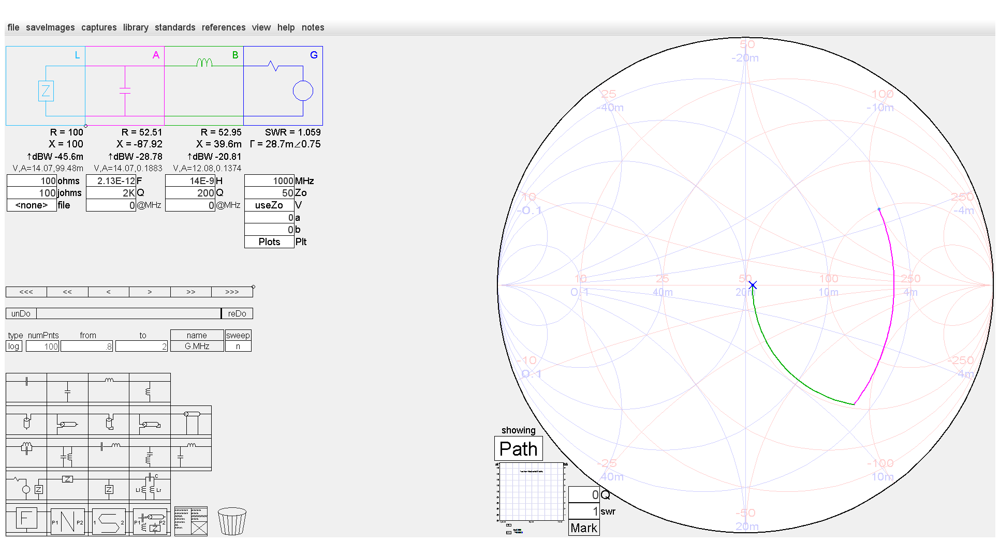 file saveImages captures library standards references view help notes
L A B G
Z
R = 100 R = 52.51 R = 52.95 SWR = 1.059
X = 100 X = -87.92 X = 39.6m Γ = 28.7m∠0.75
↑dBW -45.6m ↑dBW -28.78 ↑dBW -20.81
V,A=14.07,99.48m V,A=14.07,0.1883 V,A=12.08,0.1374
100 ohms 2.13E-12 F 14E-9 H 1000 MHz
100 johms 2K Q 200 Q 50 Zo
<none> file 0 @MHz 0 @MHz useZo V
0 a
0 b
Plots Plt
<<< << < > >> >>>
unDo reDo
type numPnts from to name sweep
log 100 .8 2 G.MHz n
Z Z Z C
Ll Lr
F P1 N P2 1 S 2 P1 P2 Z
50
-20m
25 100
-40m -10m
10 250
-0.1 -4m
10 25 50 100 250
0.1 40m 20m 10m 4m
-10 -250
0.1 4m
-25 -100
40m 10m
-50
20m
showing
Path
0 Q
1 swr
Mark